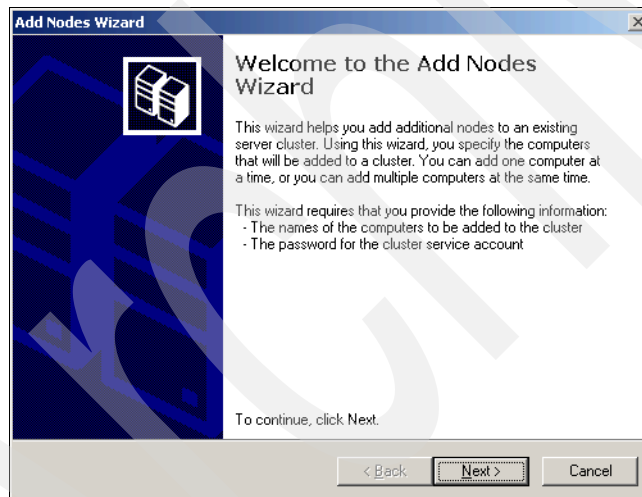 Add Nodes Wizard
Welcome to the Add Nodes
Wizard
This wizard helps you add additional nodes to an existing
server cluster. Using this wizard, you specify the computers
that will be added to a cluster. You can add one computer at
a time, or you can add multiple computers at the same time.
This wizard requires that you provide the following information:
- The names of the computers to be added to the cluster
- The password for the cluster service account
To continue, click Next.
< Back Next > Cancel